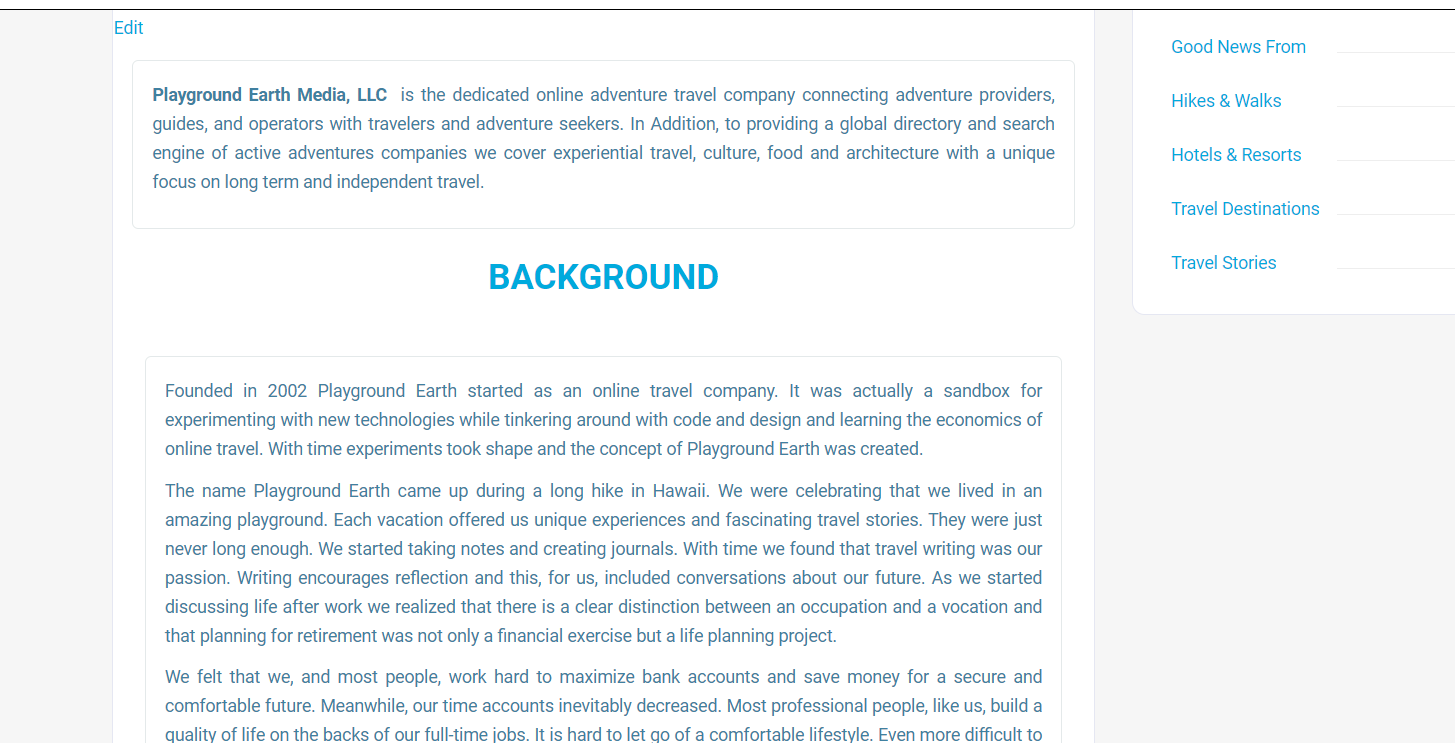 Edit
Playground Earth Media, LLC is the dedicated online adventure travel company connecting adventure providers,
guides, and operators with travelers and adventure seekers. In Addition, to providing a global directory and search
engine of active adventures companies we cover experiential travel, culture, food and architecture with a unique
focus on long term and independent travel.
BACKGROUND
Founded in 2002 Playground Earth started as an online travel company. It was actually a sandbox for
experimenting with new technologies while tinkering around with code and design and learning the economics of
online travel. With time experiments took shape and the concept of Playground Earth was created.
The name Playground Earth came up during a long hike in Hawaii. We were celebrating that we lived in an
amazing playground. Each vacation offered us unique experiences and fascinating travel stories. They were just
never long enough. We started taking notes and creating journals. With time we found that travel writing was our
passion. Writing encourages reflection and this, for us, included conversations about our future. As we started
discussing life after work we realized that there is a clear distinction between an occupation and a vocation and
that planning for retirement was not only a financial exercise but a life planning project.
We felt that we, and most people, work hard to maximize bank accounts and save money for a secure and
comfortable future. Meanwhile, our time accounts inevitably decreased. Most professional people, like us, build a
quality of life on the backs of our full-time jobs. It is hard to let go of a comfortable lifestyle. Even more difficult to
Good News From
Hikes & Walks
Hotels & Resorts
Travel Destinations
Travel Stories